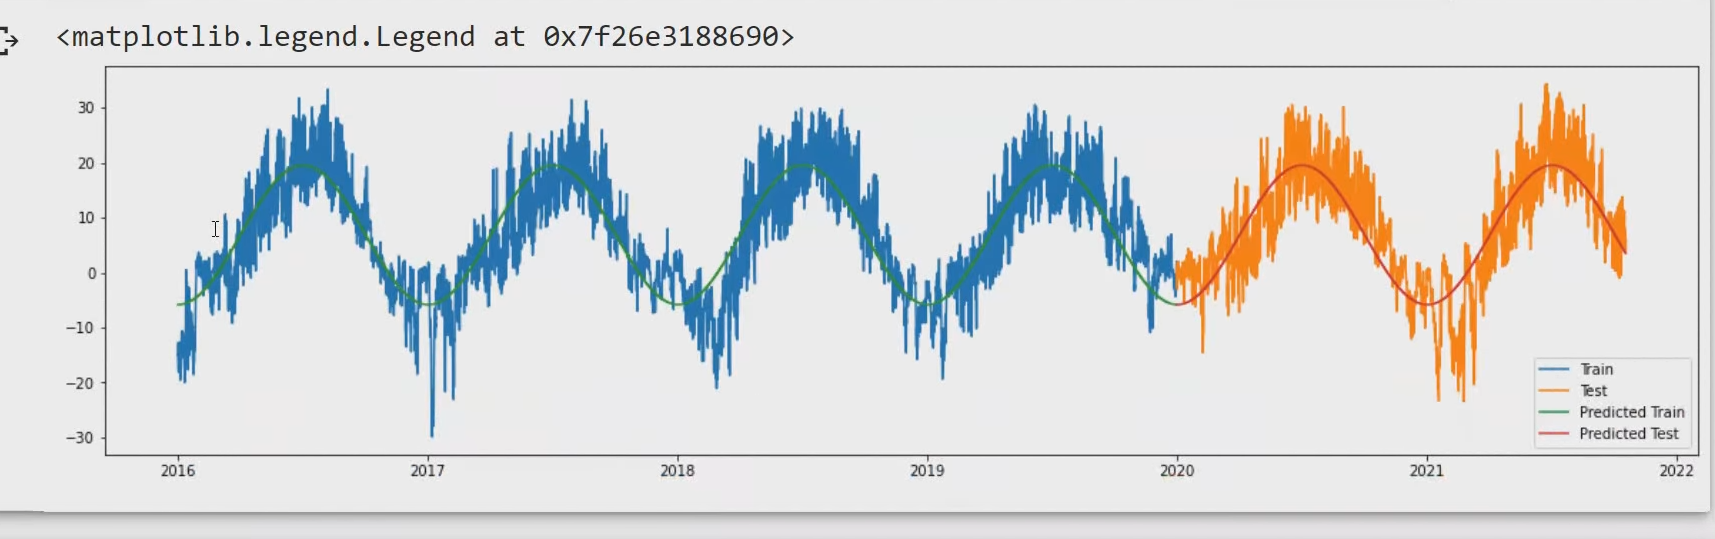 <matplotlib.legend.Legend at 0x7f26e3188690>
30
20
10
0
−10
−20
−30
Train
Test
Predicted Train
Predicted Test
2016 2017 2018 2019 2020 2021 2022